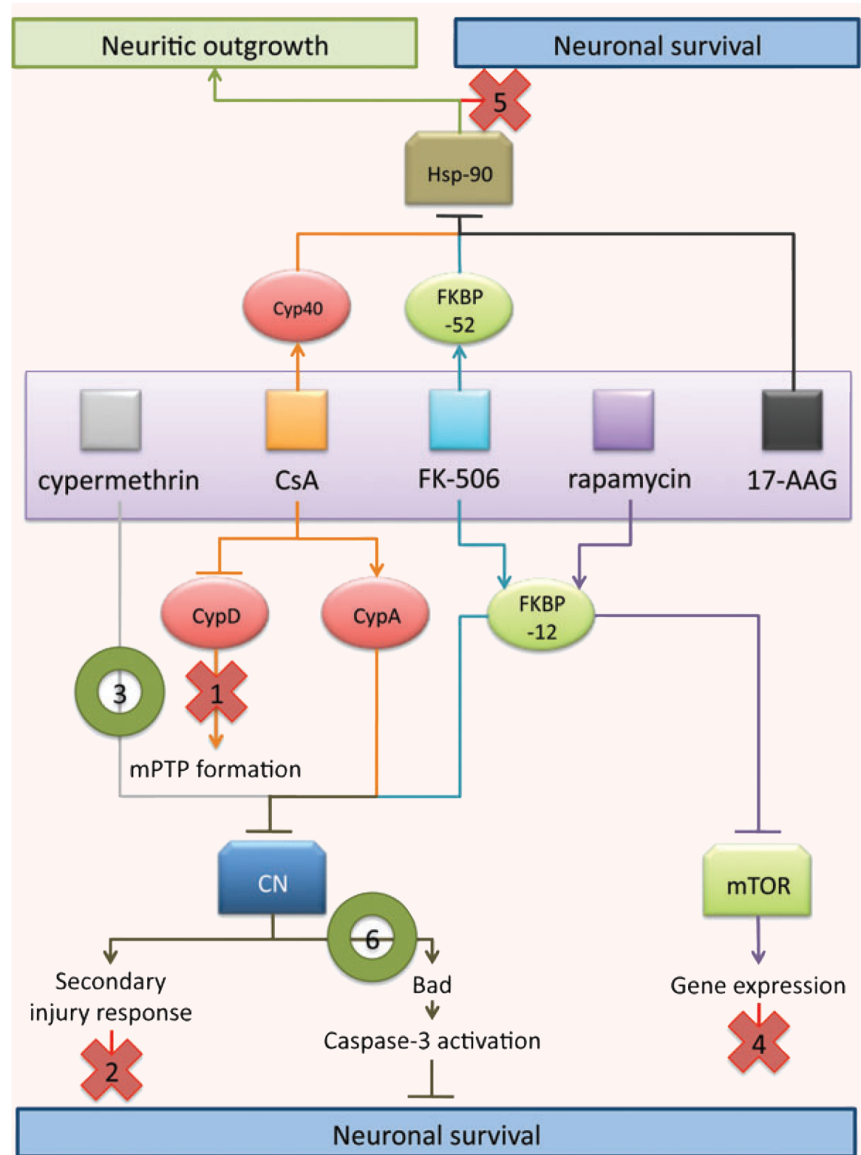 Neuritic outgrowth
Neuronal survival
5
Hsp-90
Cyp40
FKBP
-52
cypermethrin
CsA
FK-506
rapamycin
17-AAG
CypD
CypA
FKBP
-12
3
1
mPTP formation
CN
mTOR
6
Secondary
injury response
Bad
Gene expression
2
Caspase-3 activation
4
Neuronal survival